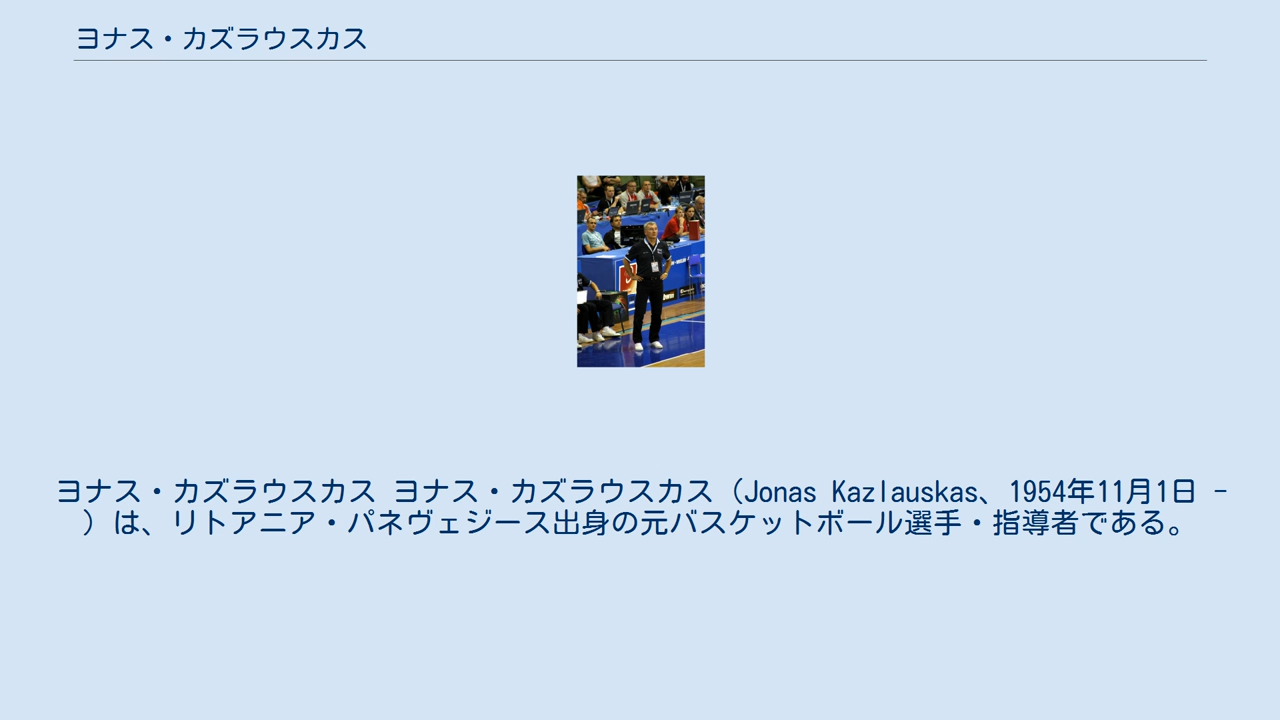 ヨナス・カズラウスカス
ヨナス・カズラウスカス ヨナス・カズラウスカス（Jonas Kazlauskas、1954年11月1日 -
）は、リトアニア・パネヴェジース出身の元バスケットボール選手・指導者である。